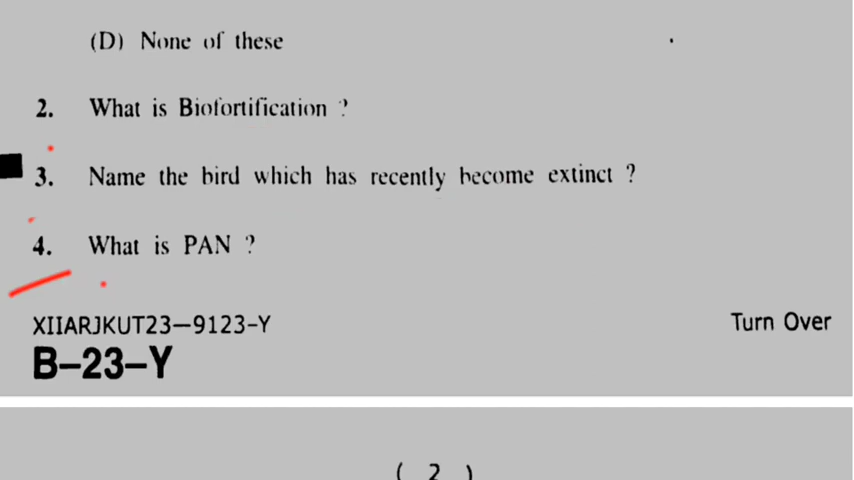 (D) None of these
2. What is Biofortification ?
3. Name the bird which has recently become extinct ?
4. What is PAN ?
XIIARJKUT23–9123–Y Turn Over
B–23–Y
( 2 )